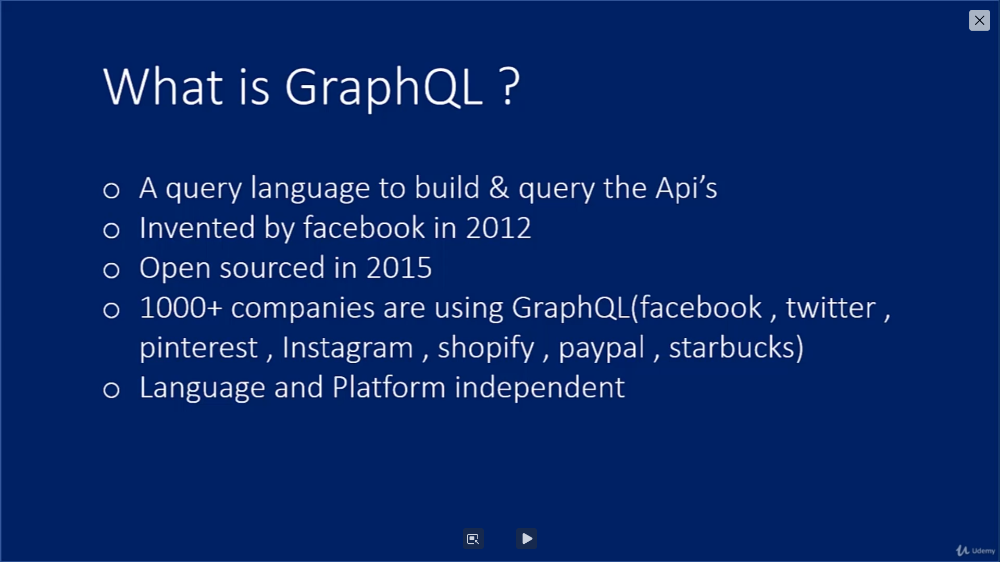 What is GraphQL ?
o A query language to build & query the Api’s
o Invented by facebook in 2012
o Open sourced in 2015
o 1000+ companies are using GraphQL(facebook , twitter ,
pinterest , Instagram , shopify , paypal , starbucks)
o Language and Platform independent
Udemy